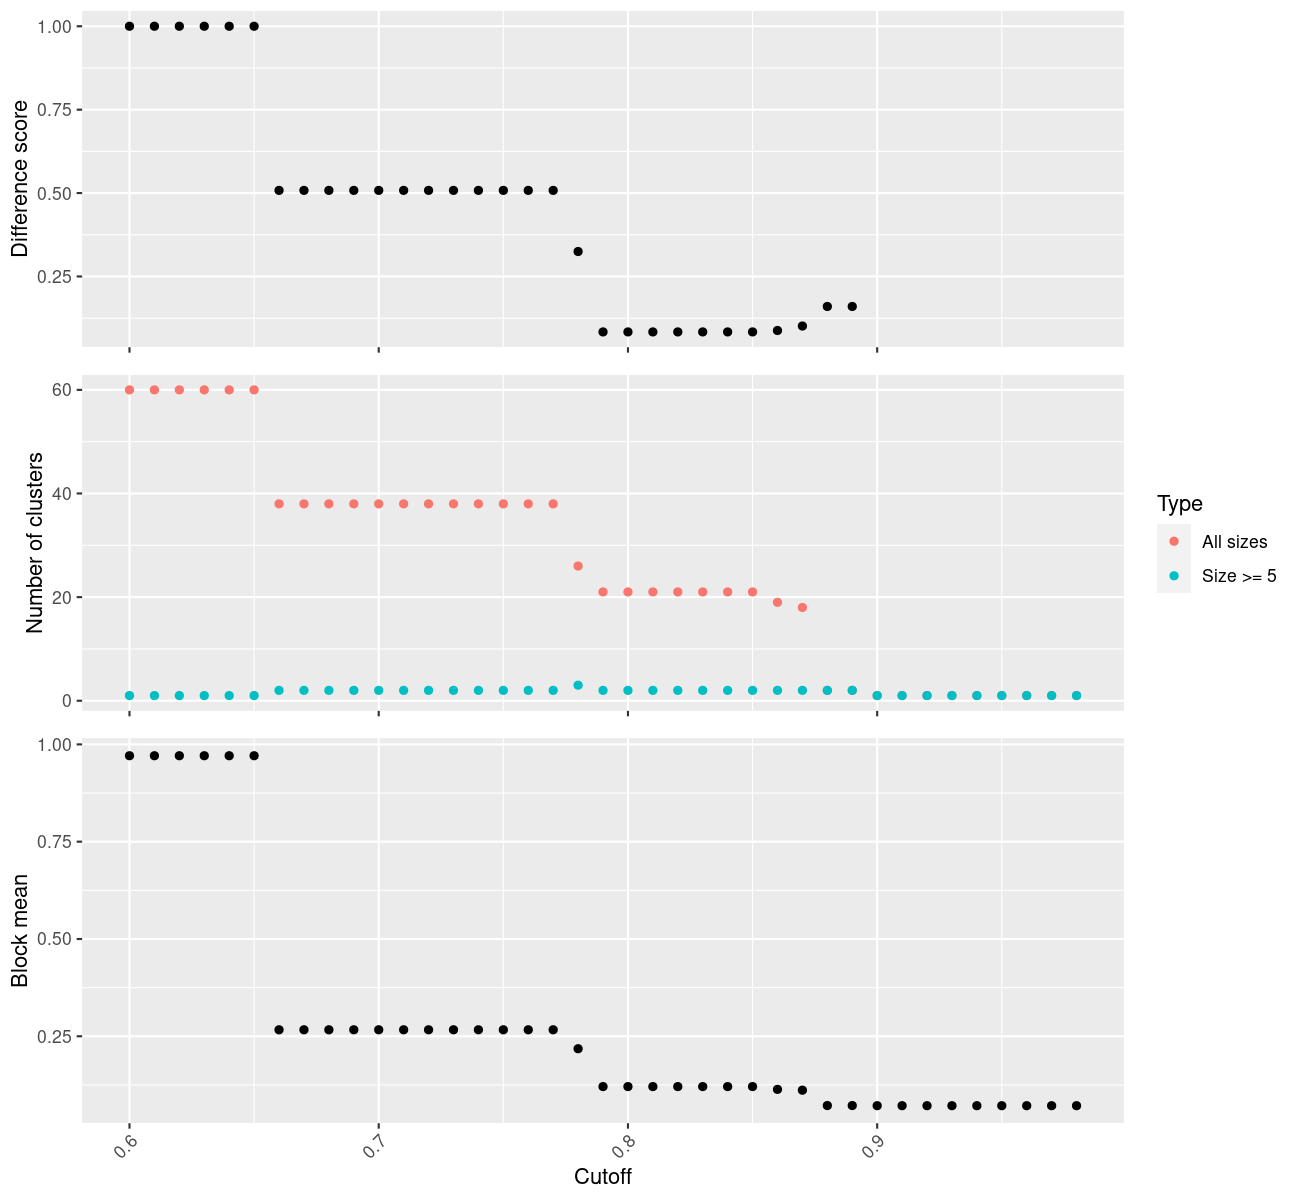 1.00
0.75
0.50
0.25
Difference score
60
40
20
0
Number of clusters
Type
All sizes
Size >= 5
1.00
0.75
0.50
0.25
Block mean
0.6
0.7
0.8
0.9
Cutoff